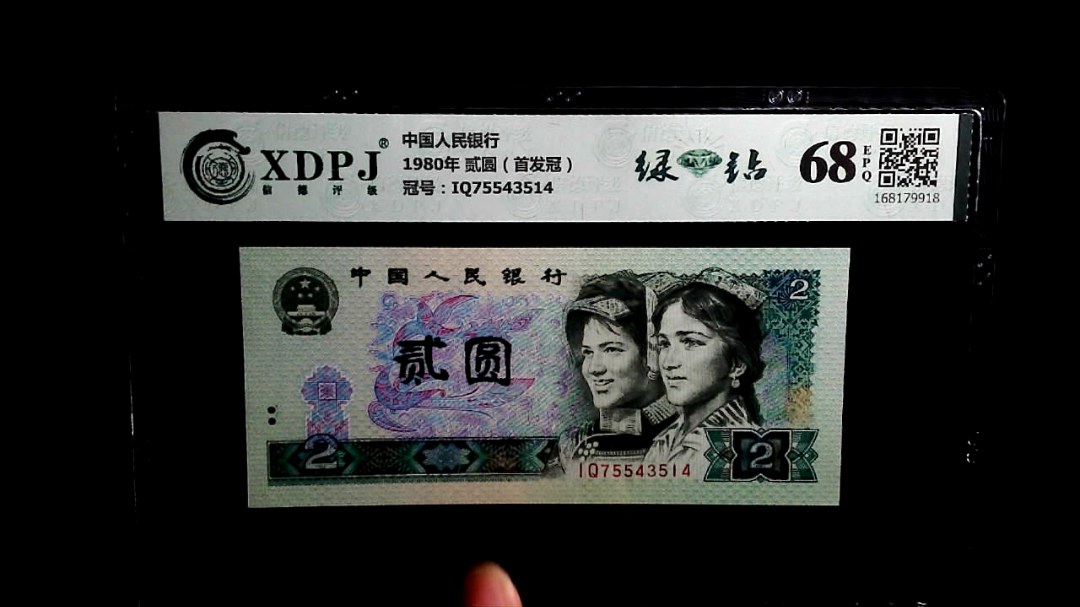 XDPJ®
信德评级
中国人民银行
1980年 贰圆（首发冠）
冠号：IQ75543514
绿钻
68
EPQ
168179918
中国人民银行
2
贰圆
2
IQ75543514
2